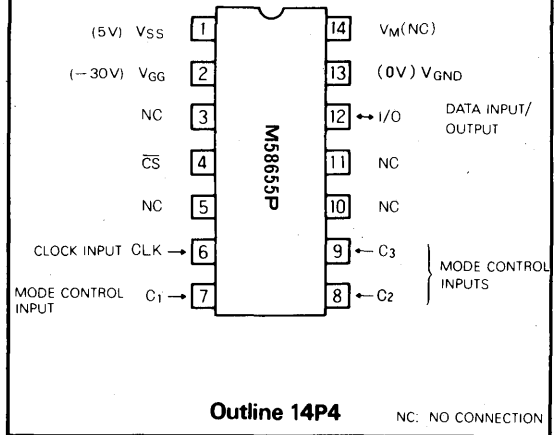 (5V) VSS 1 14 VM(NC)
(−30V) VGG 2 13 (0V) VGND
NC 3 12 ↔ I/O DATA INPUT/
OUTPUT
M58655P
CS 4 11 NC
NC 5 10 NC
CLOCK INPUT CLK → 6 9 ← C3
MODE CONTROL
INPUTS
MODE CONTROL
INPUT C1 → 7 8 ← C2
Outline 14P4 NC: NO CONNECTION